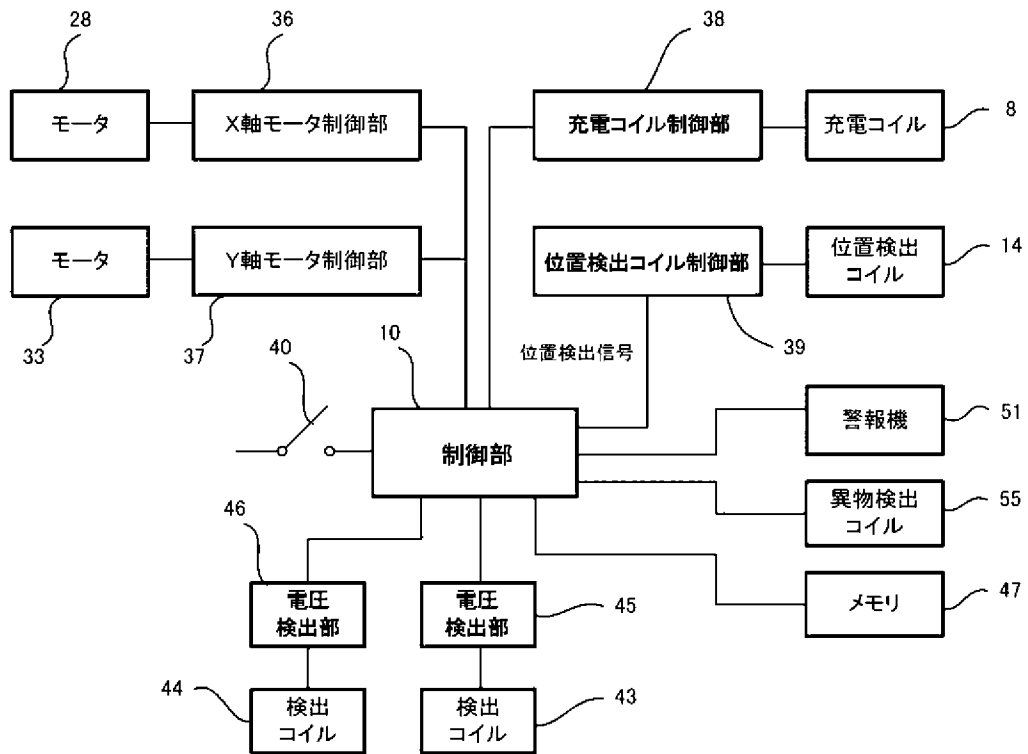 28
36
38
8
モータ
X軸モータ制御部
充電コイル制御部
充電コイル
モータ
Y軸モータ制御部
位置検出コイル制御部
位置検出
コイル
14
33
37
40
10
位置検出信号
39
制御部
警報機
51
異物検出
コイル
55
メモリ
47
46
電圧
検出部
電圧
検出部
45
44
検出
コイル
検出
コイル
43